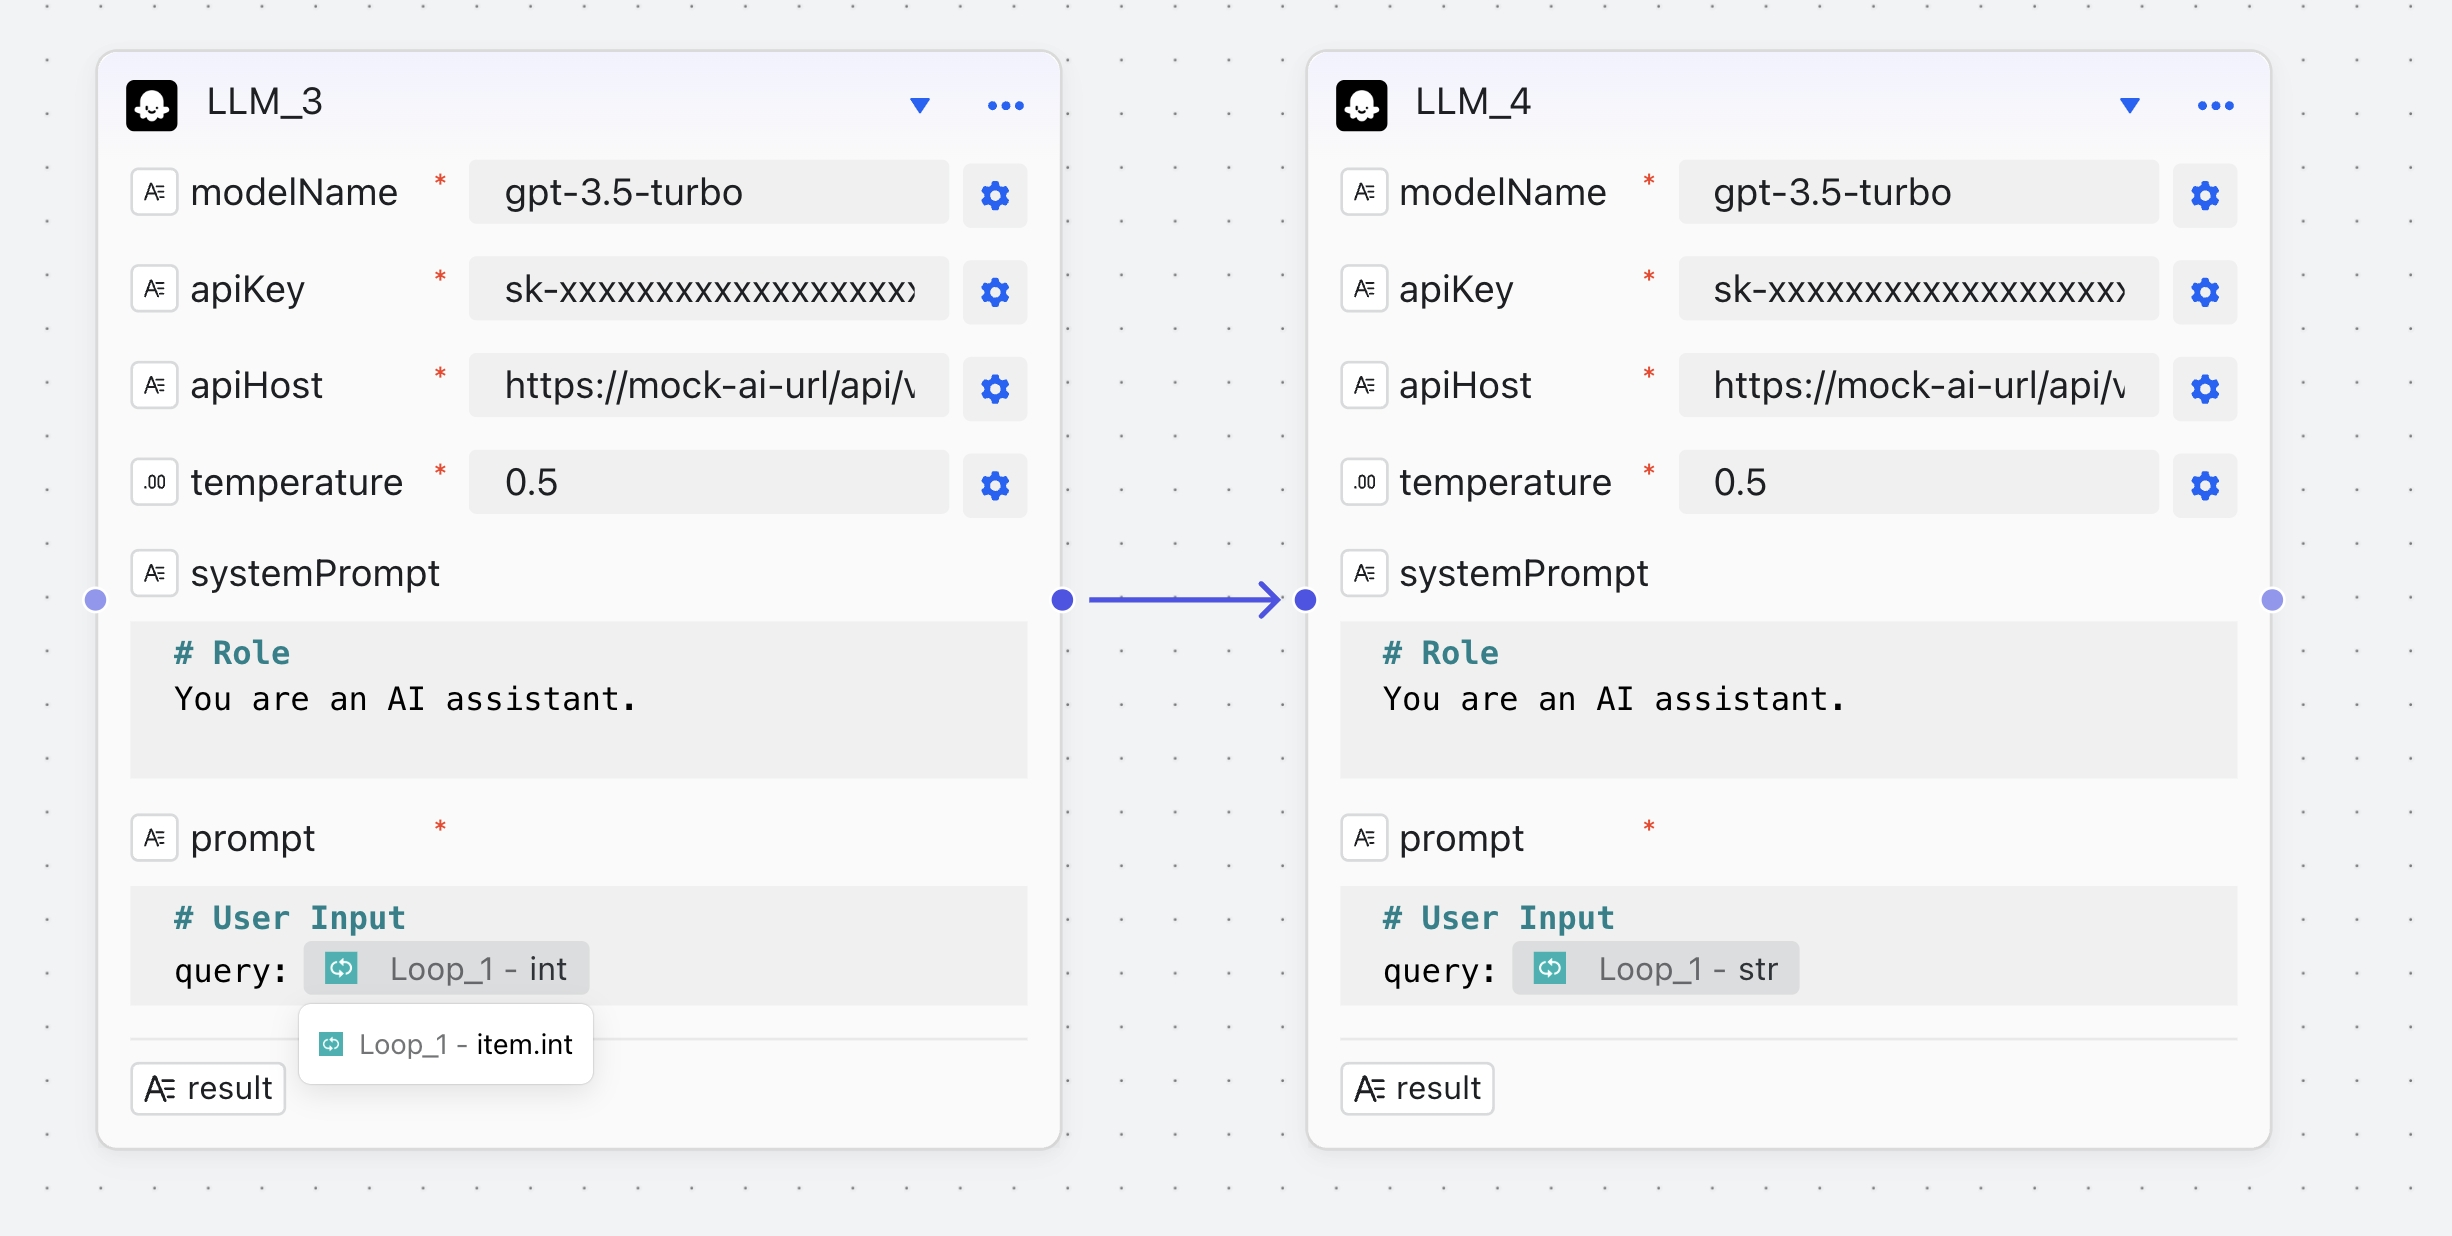 LLM_3
modelName *
gpt-3.5-turbo
apiKey *
sk-xxxxxxxxxxxxxxxxxxx
apiHost *
https://mock-ai-url/api/v
.00 temperature *
0.5
systemPrompt
# Role
You are an AI assistant.
prompt *
# User Input
query: Loop_1 - int
Loop_1 - item.int
result
LLM_4
modelName *
gpt-3.5-turbo
apiKey *
sk-xxxxxxxxxxxxxxxxxxx
apiHost *
https://mock-ai-url/api/v
.00 temperature *
0.5
systemPrompt
# Role
You are an AI assistant.
prompt *
# User Input
query: Loop_1 - str
result